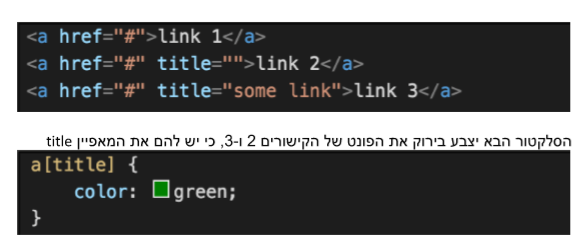 <a href="#">link 1</a>
<a href="#" title="">link 2</a>
<a href="#" title="some link">link 3</a>
הסלקטור הבא יצבע בירוק את הפונט של הקישורים 2 ו-3, כי יש להם את המאפיין title
a[title] {
    color: green;
}